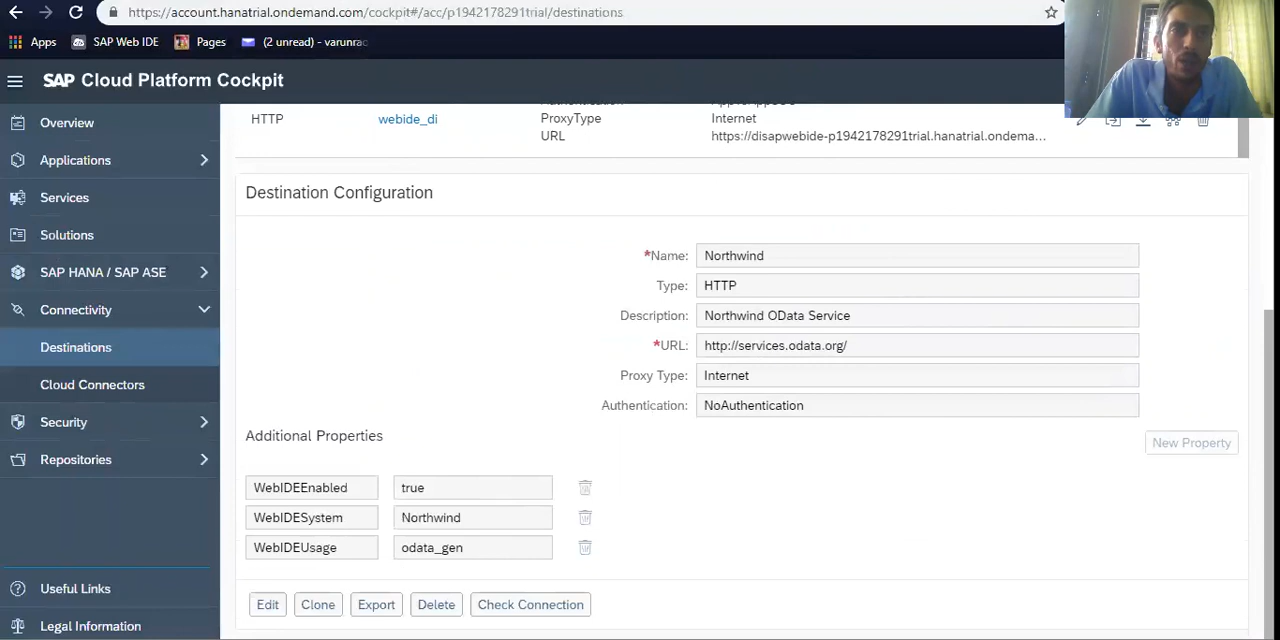 https://account.hanatrial.ondemand.com/cockpit#/acc/p1942178291trial/destinations
Apps SAP Web IDE Pages (2 unread) - varunrac
SAP Cloud Platform Cockpit
Overview
Applications
Services
Solutions
SAP HANA / SAP ASE
Connectivity
Destinations
Cloud Connectors
Security
Repositories
Useful Links
Legal Information
HTTP webide_di ProxyType Internet
URL https://disapwebide-p1942178291trial.hanatrial.ondema...
Destination Configuration
*Name: Northwind
Type: HTTP
Description: Northwind OData Service
*URL: http://services.odata.org/
Proxy Type: Internet
Authentication: NoAuthentication
Additional Properties
New Property
WebIDEEnabled true
WebIDESystem Northwind
WebIDEUsage odata_gen
Edit Clone Export Delete Check Connection